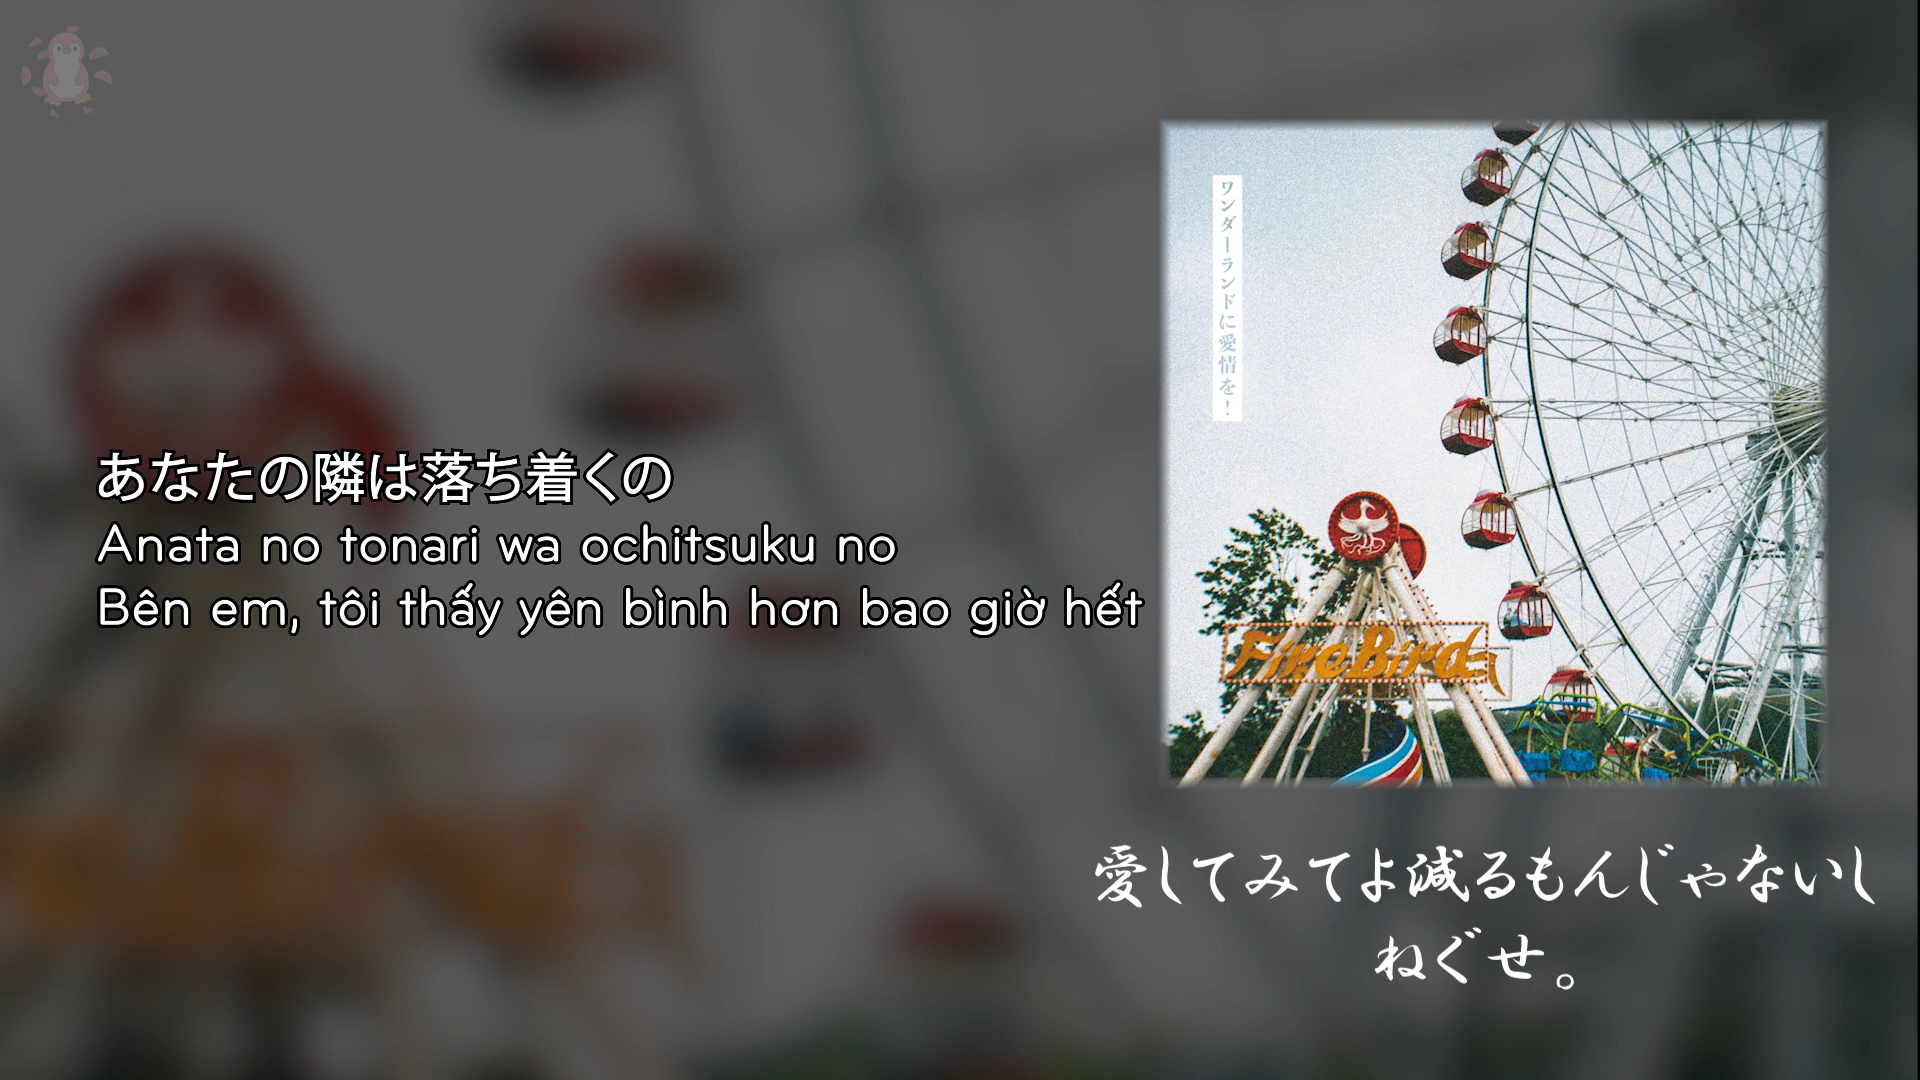 あなたの隣は落ち着くの
Anata no tonari wa ochitsuku no
Bên em, tôi thấy yên bình hơn bao giờ hết
ワンダーランドに愛情を！
FireBird
愛してみてよ減るもんじゃないし
ねぐせ。